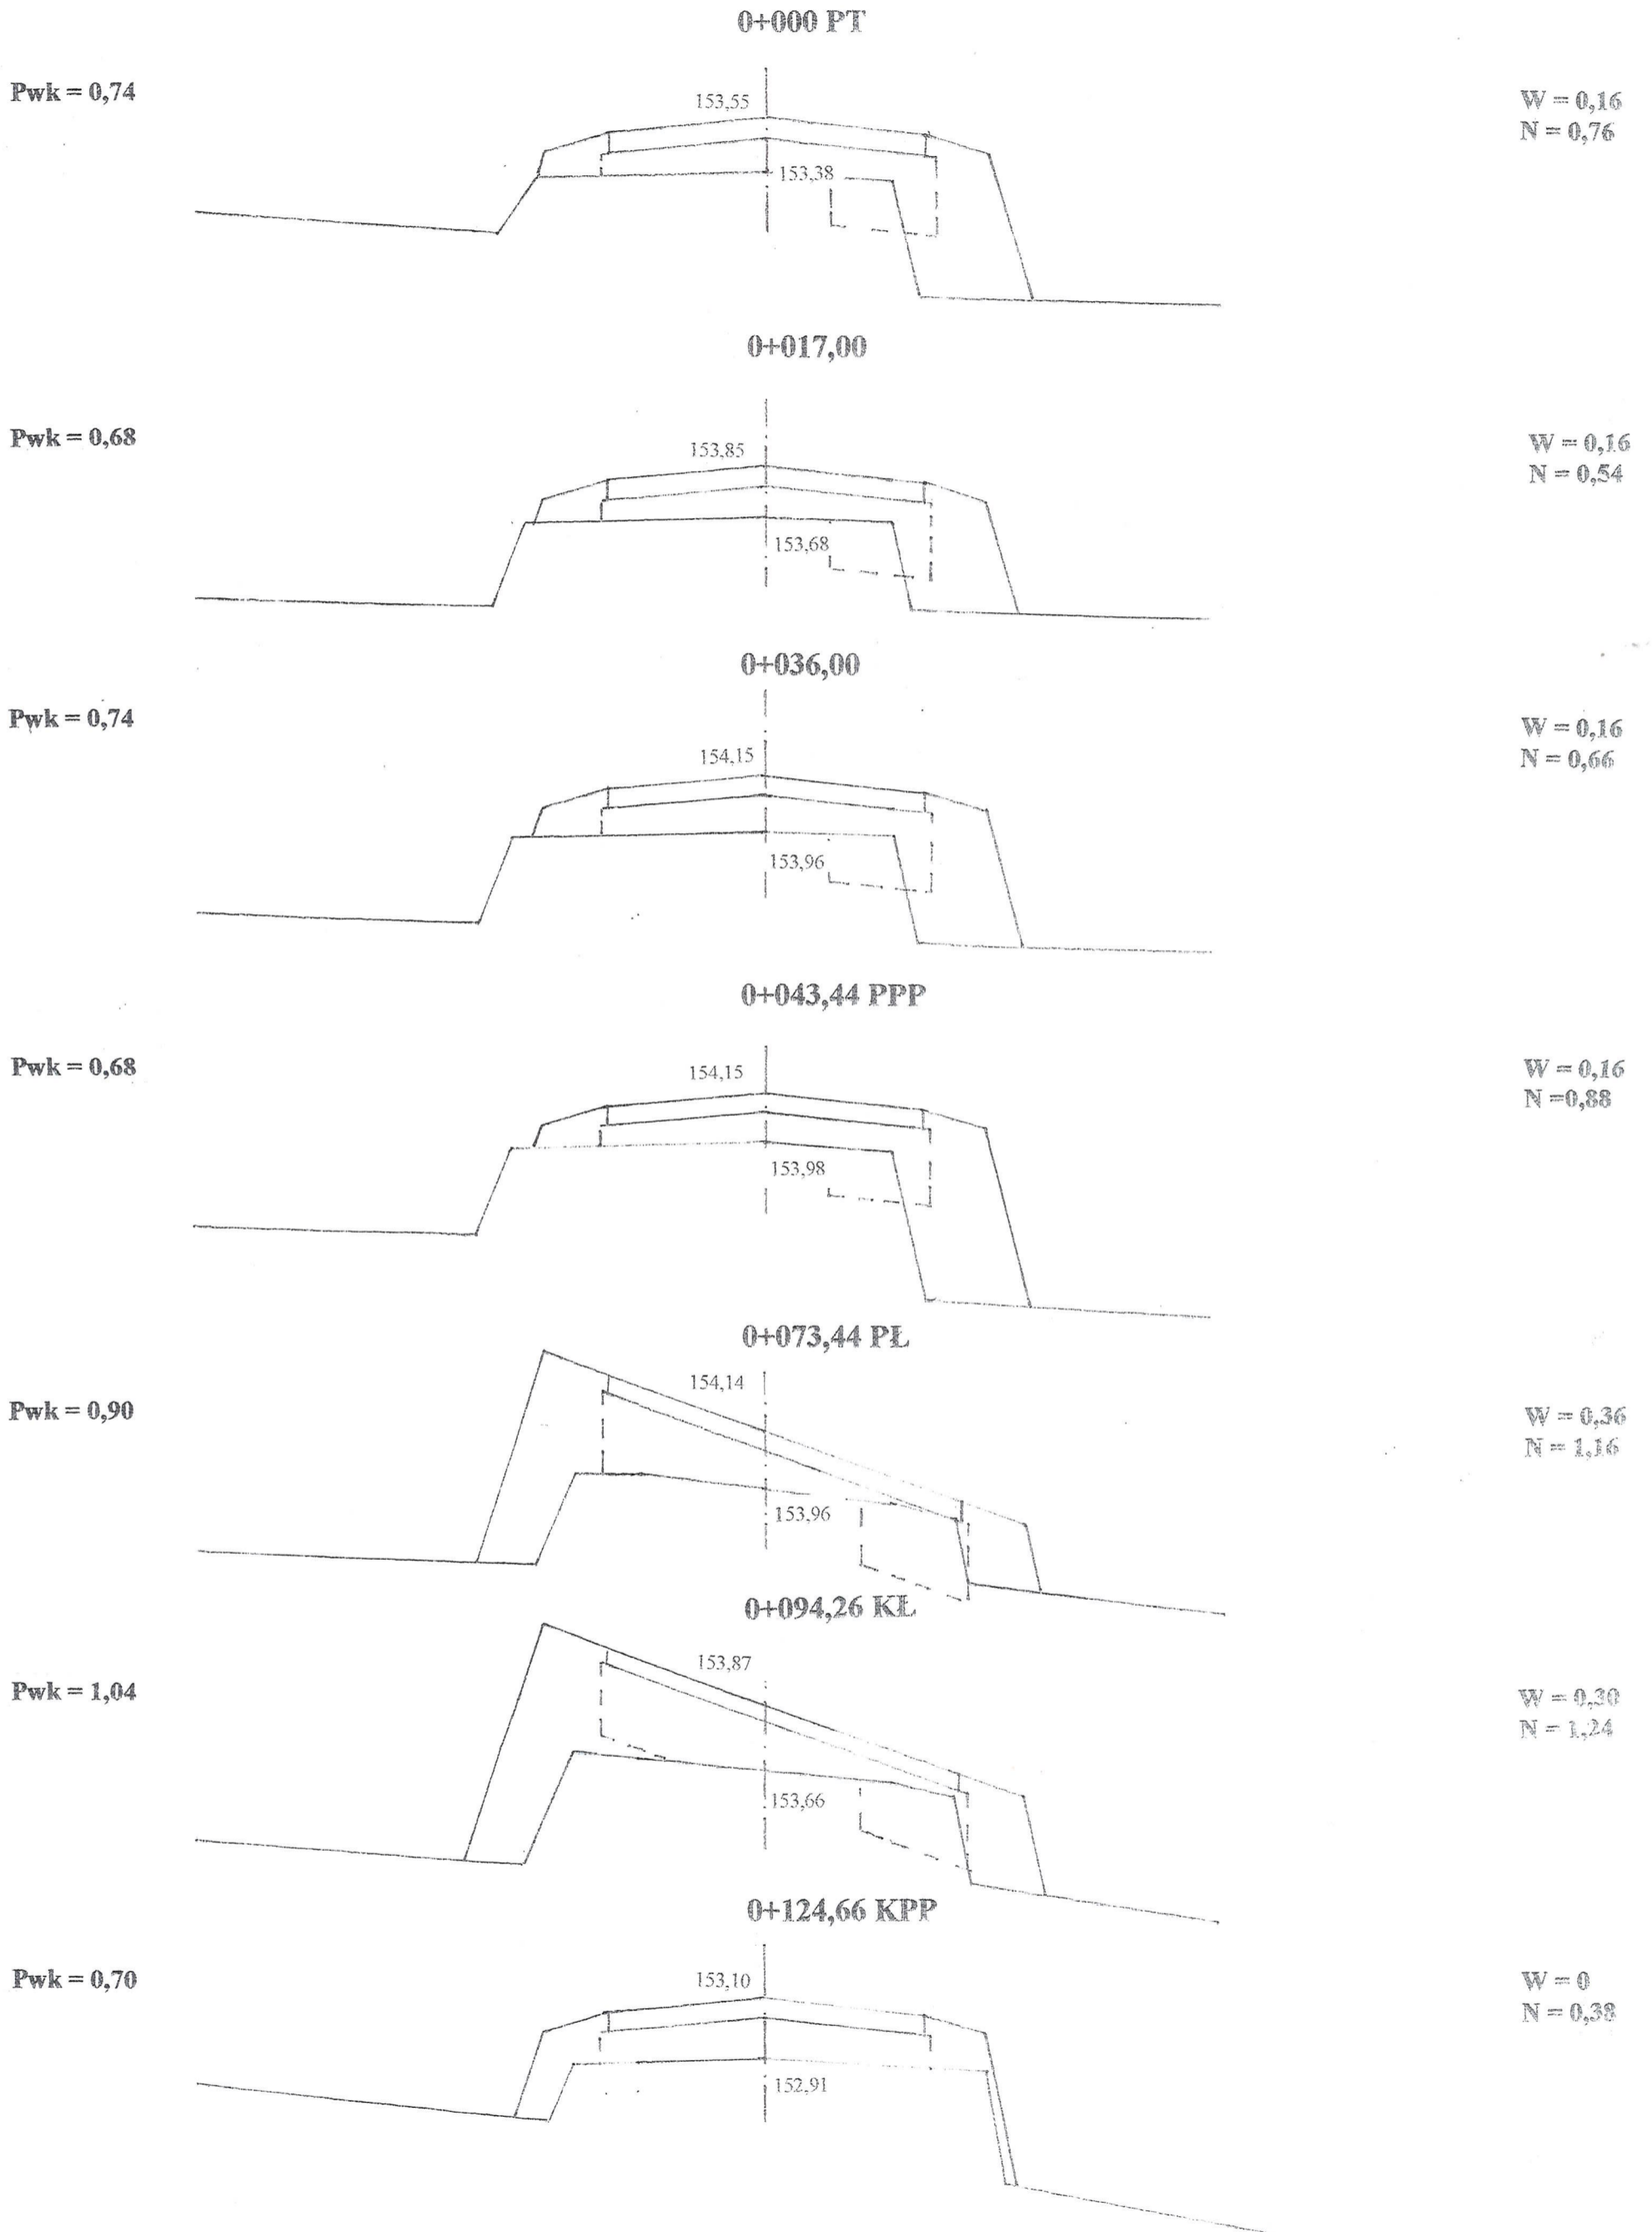 0+000 PT
Pwk = 0,74
153,55
W = 0,16
N = 0,76
153,38
0+017,00
Pwk = 0,68
153,85
W = 0,16
N = 0,54
153,68
0+036,00
Pwk = 0,74
154,15
W = 0,16
N = 0,66
153,96
0+043,44 PPP
Pwk = 0,68
154,15
W = 0,16
N =0,88
153,98
0+073,44 PŁ
154,14
Pwk = 0,90
W = 0,36
N = 1,16
153,96
0+094,26 KŁ
153,87
Pwk = 1,04
W = 0,30
N = 1,24
153,66
0+124,66 KPP
Pwk = 0,70
153,10
W = 0
N = 0,38
152,91